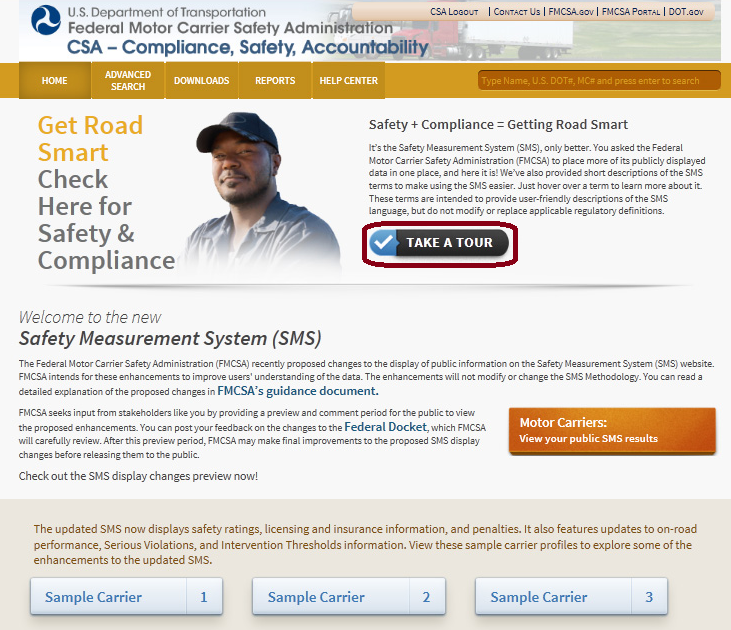 U.S. Department of Transportation
Federal Motor Carrier Safety Administration
CSA – Compliance, Safety, Accountability
CSA Logout | Contact Us | FMCSA.gov | FMCSA Portal | DOT.gov
HOME
ADVANCED
SEARCH
DOWNLOADS
REPORTS
HELP CENTER
Type Name, U.S. DOT#, MC# and press enter to search
Get Road
Smart
Check
Here for
Safety &
Compliance
Safety + Compliance = Getting Road Smart
It's the Safety Measurement System (SMS), only better. You asked the Federal
Motor Carrier Safety Administration (FMCSA) to place more of its publicly displayed
data in one place, and here it is! We've also provided short descriptions of the SMS
terms to make using the SMS easier. Just hover over a term to learn more about it.
These terms are intended to provide user-friendly descriptions of the SMS
language, but do not modify or replace applicable regulatory definitions.
TAKE A TOUR
Welcome to the new
Safety Measurement System (SMS)
The Federal Motor Carrier Safety Administration (FMCSA) recently proposed changes to the display of public information on the Safety Measurement System (SMS) website.
FMCSA intends for these enhancements to improve users' understanding of the data. The enhancements will not modify or change the SMS Methodology. You can read a
detailed explanation of the proposed changes in FMCSA's guidance document.
FMCSA seeks input from stakeholders like you by providing a preview and comment period for the public to view
the proposed enhancements. You can post your feedback on the changes to the Federal Docket, which FMCSA
will carefully review. After this preview period, FMCSA may make final improvements to the proposed SMS display
changes before releasing them to the public.
Motor Carriers:
View your public SMS results
Check out the SMS display changes preview now!
The updated SMS now displays safety ratings, licensing and insurance information, and penalties. It also features updates to on-road
performance, Serious Violations, and Intervention Thresholds information. View these sample carrier profiles to explore some of the
enhancements to the updated SMS.
Sample Carrier 1
Sample Carrier 2
Sample Carrier 3